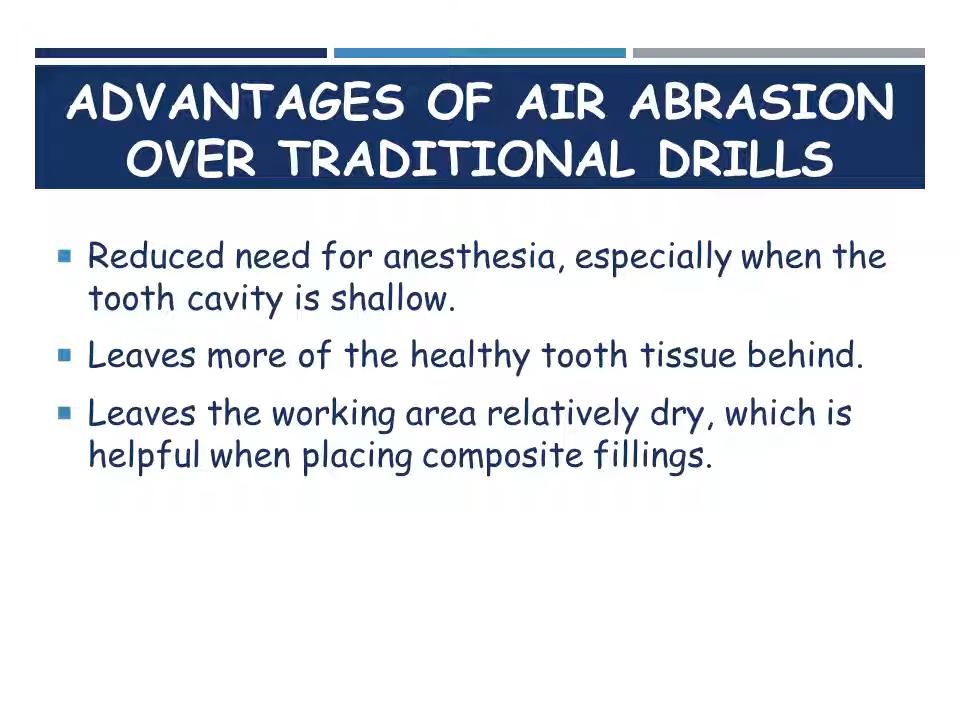 ADVANTAGES OF AIR ABRASION
OVER TRADITIONAL DRILLS
Reduced need for anesthesia, especially when the
tooth cavity is shallow.
Leaves more of the healthy tooth tissue behind.
Leaves the working area relatively dry, which is
helpful when placing composite fillings.